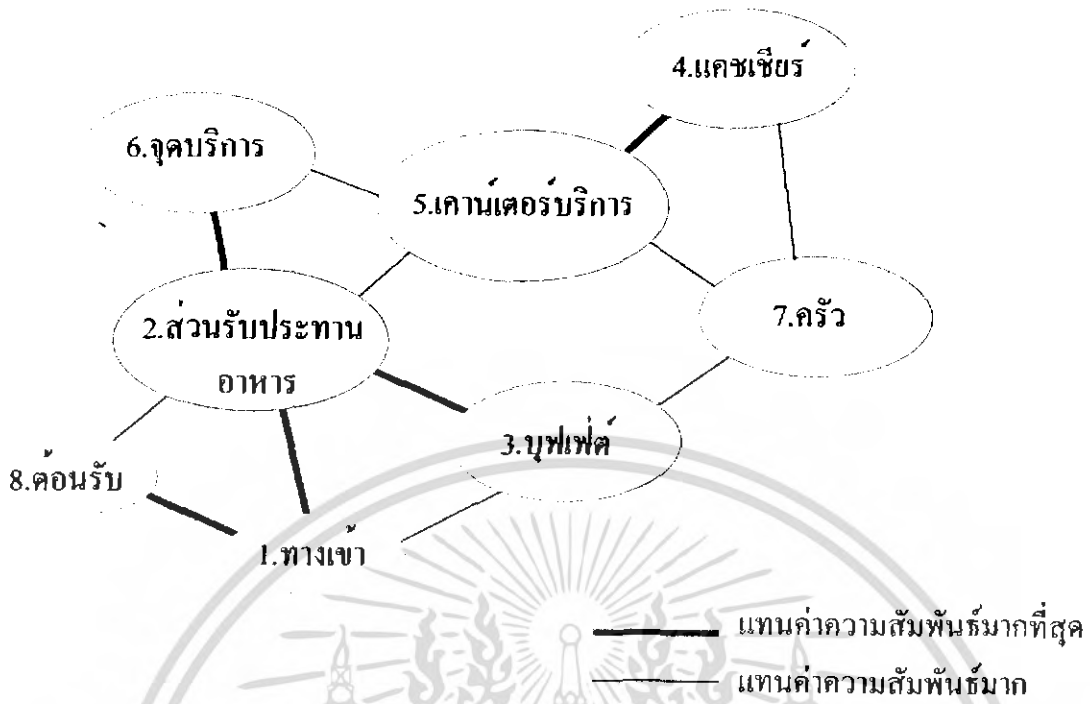 4.แคชเชียร์
6.จุดบริการ
5.เคาน์เตอร์บริการ
2.ส่วนรับประทาน
อาหาร
7.ครัว
3.บุฟเฟ่ต์
8.ต้อนรับ
1.ทางเข้า
แทนค่าความสัมพันธ์มากที่สุด
แทนค่าความสัมพันธ์มาก